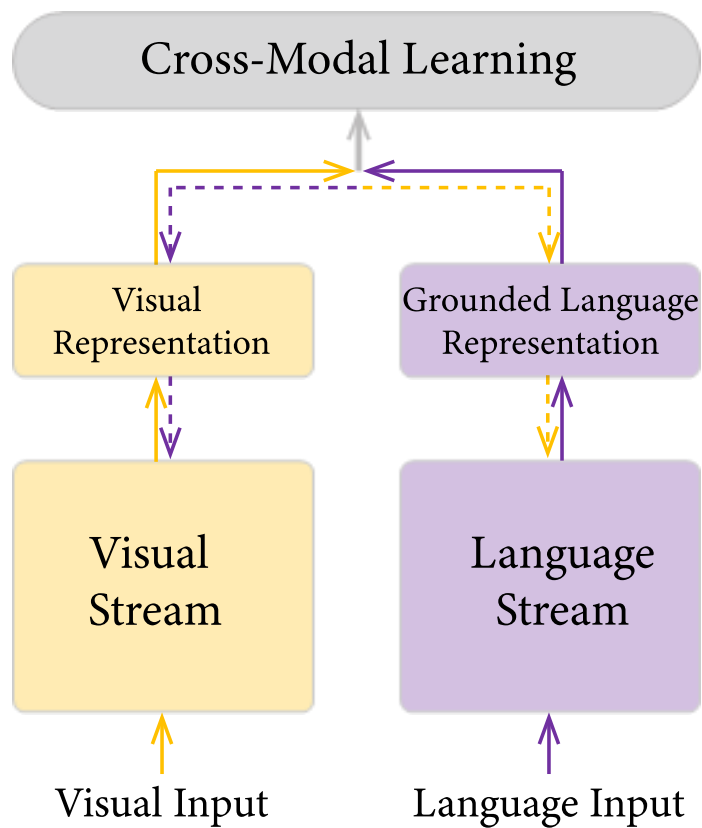 Cross-Modal Learning
Visual
Representation
Grounded Language
Representation
Visual
Stream
Language
Stream
Visual Input
Language Input